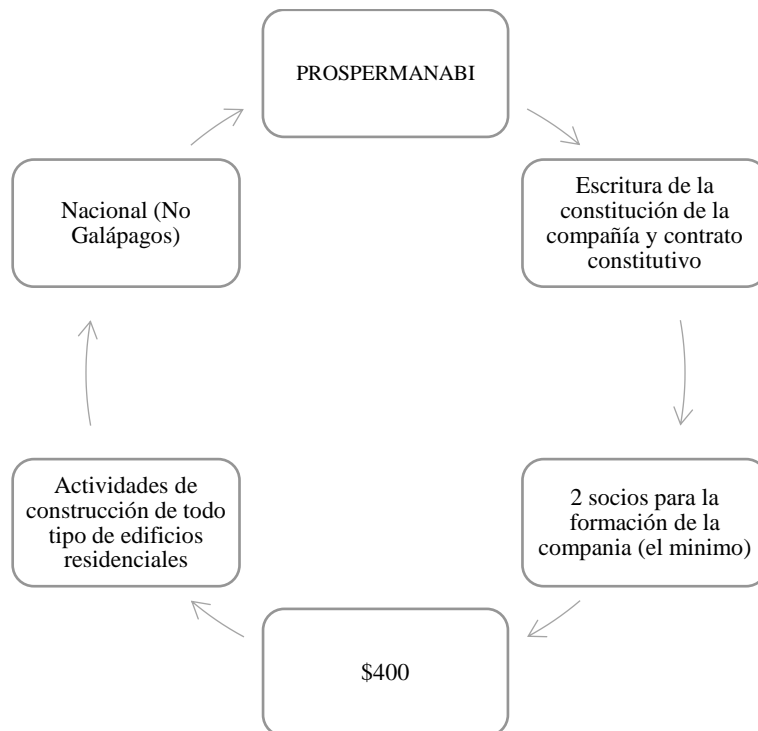 PROSPERMANABI
Escritura de la
constitución de la
compañía y contrato
constitutivo
2 socios para la
formación de la
compania (el minimo)
$400
Actividades de
construcción de todo
tipo de edificios
residenciales
Nacional (No
Galápagos)